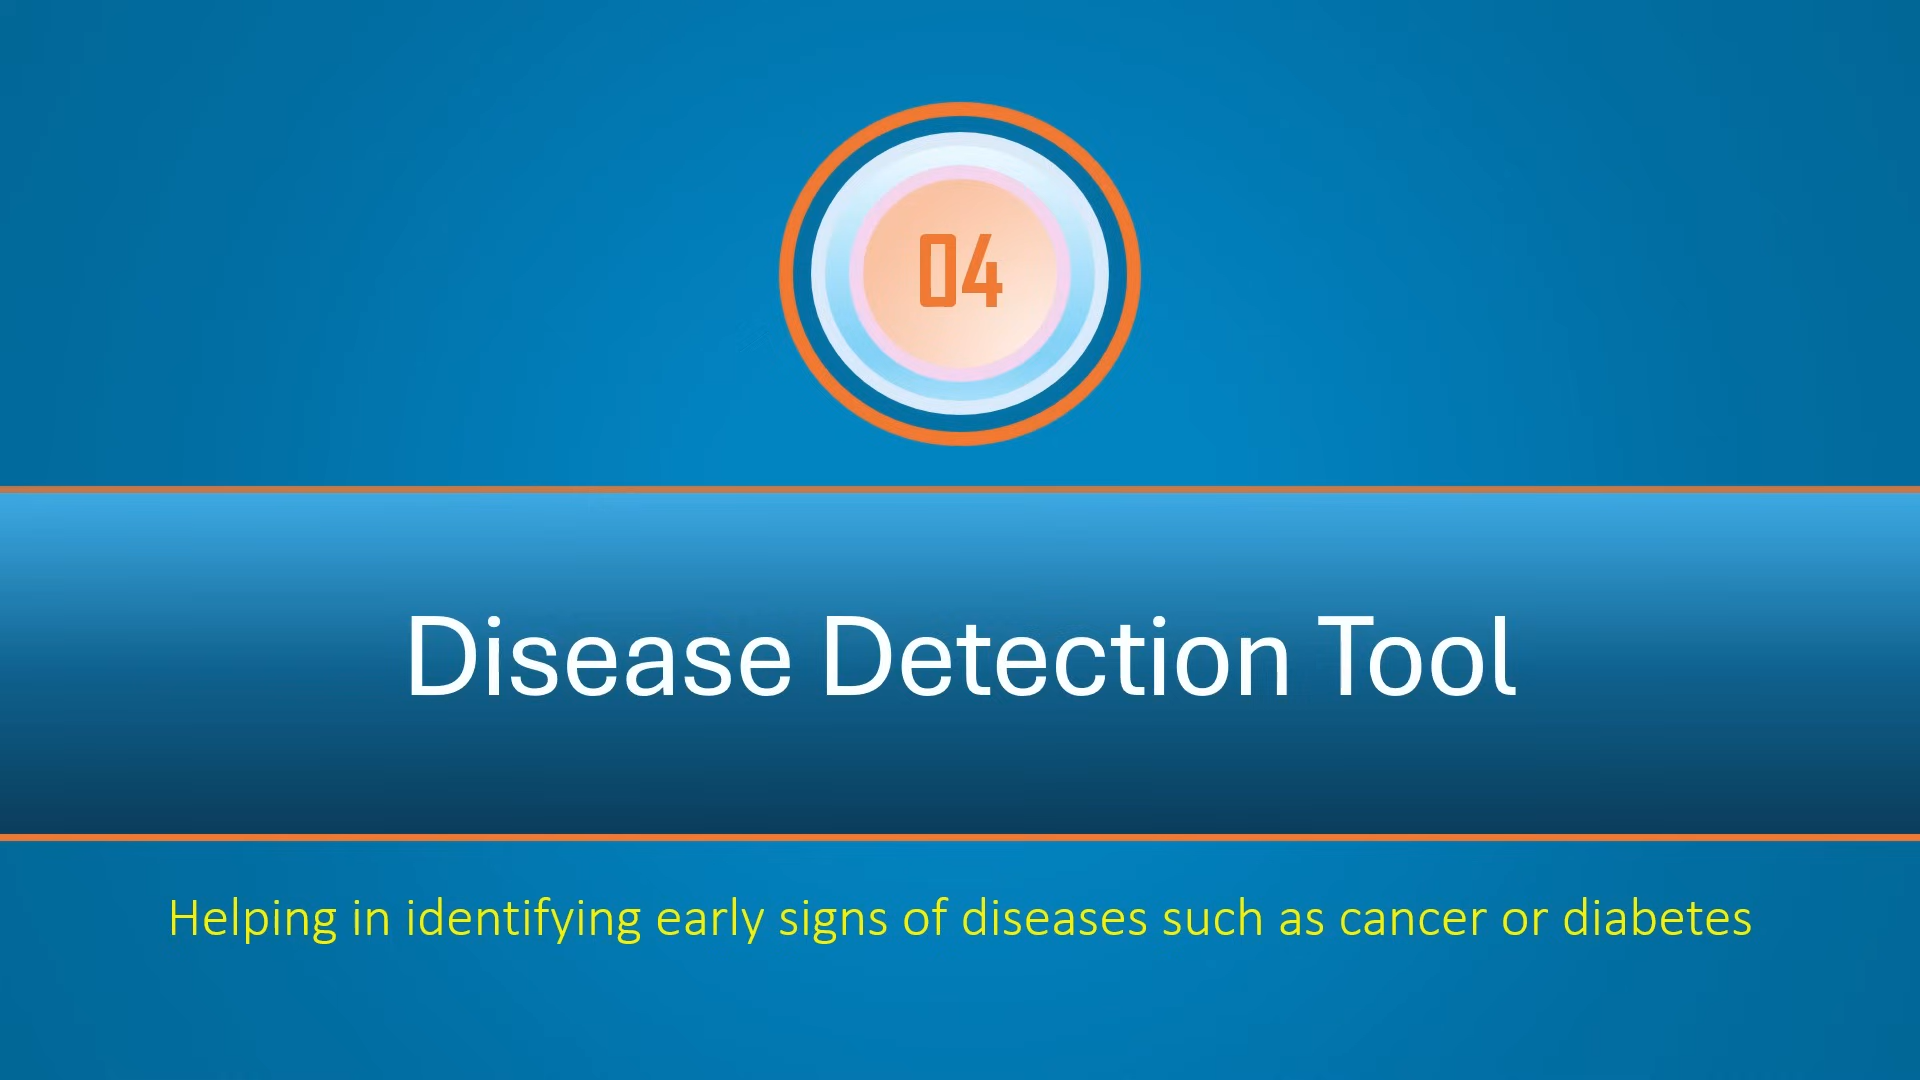 04
Disease Detection Tool
Helping in identifying early signs of diseases such as cancer or diabetes